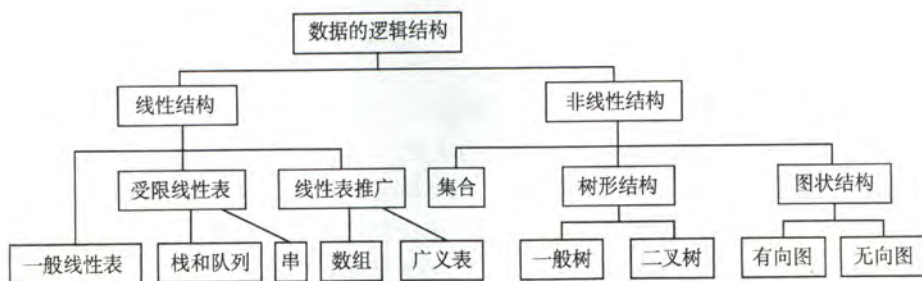 数据的逻辑结构
线性结构
非线性结构
受限线性表
线性表推广
集合
树形结构
图状结构
一般线性表
栈和队列
串
数组
广义表
一般树
二叉树
有向图
无向图